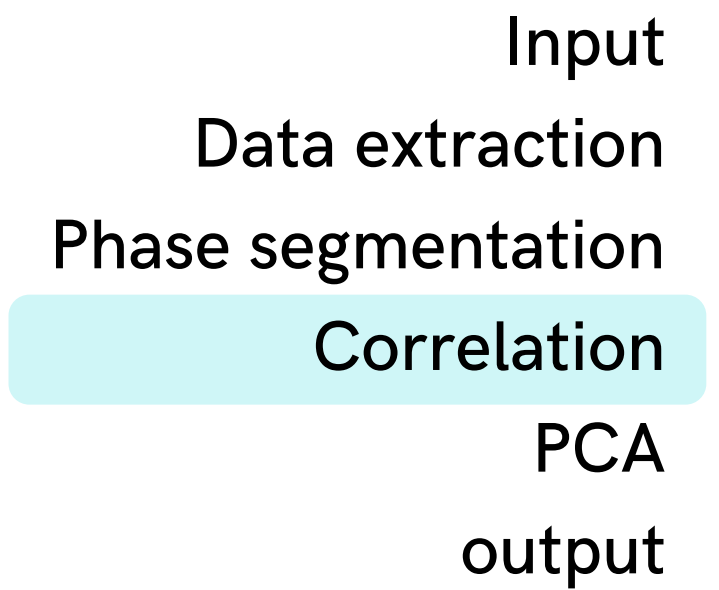 Input
Data extraction
Phase segmentation
Correlation
PCA
output